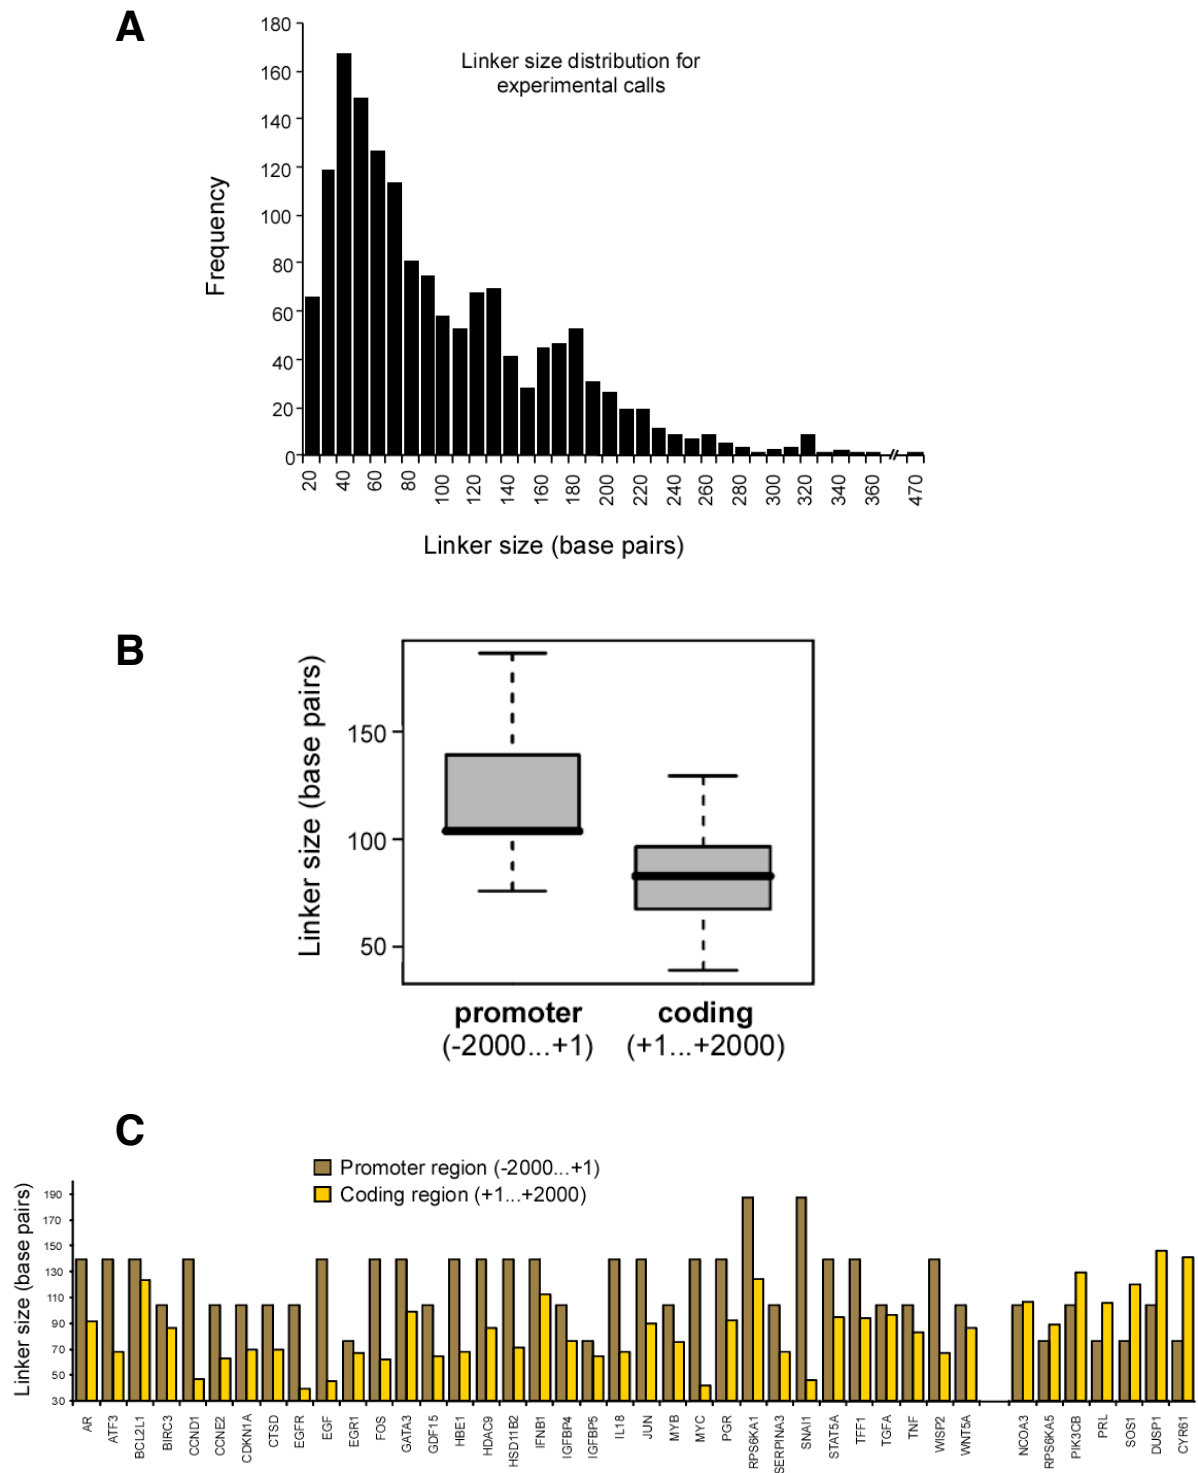 A
Linker size distribution for
experimental calls
Frequency
180
160
140
120
100
80
60
40
20
0
20 40 60 80 100 120 140 160 180 200 220 240 260 280 300 320 340 360 470
Linker size (base pairs)
B
Linker size (base pairs)
150
100
50
promoter coding
(-2000...+1) (+1...+2000)
C
Promoter region (-2000...+1)
Coding region (+1...+2000)
Linker size (base pairs)
190
170
150
130
110
90
70
50
30
AR ATF3 BCL2L1 BIRC3 CCND1 CCNE2 CDKN1A CTSD EGFR EGF EGR1 FOS GATA3 GDF15 HBE1 HDAC9 HSD11B2 IFNB1 IGFBP4 IGFBP5 IL18 JUN MYB MYC PGR RPS6KA1 SERPINA3 SNAI1 STAT5A TFF1 TGFA TNF WISP2 WNT5A NCOA3 RPS6KA5 PIK3CB PRL SOS1 DUSP1 CYR61